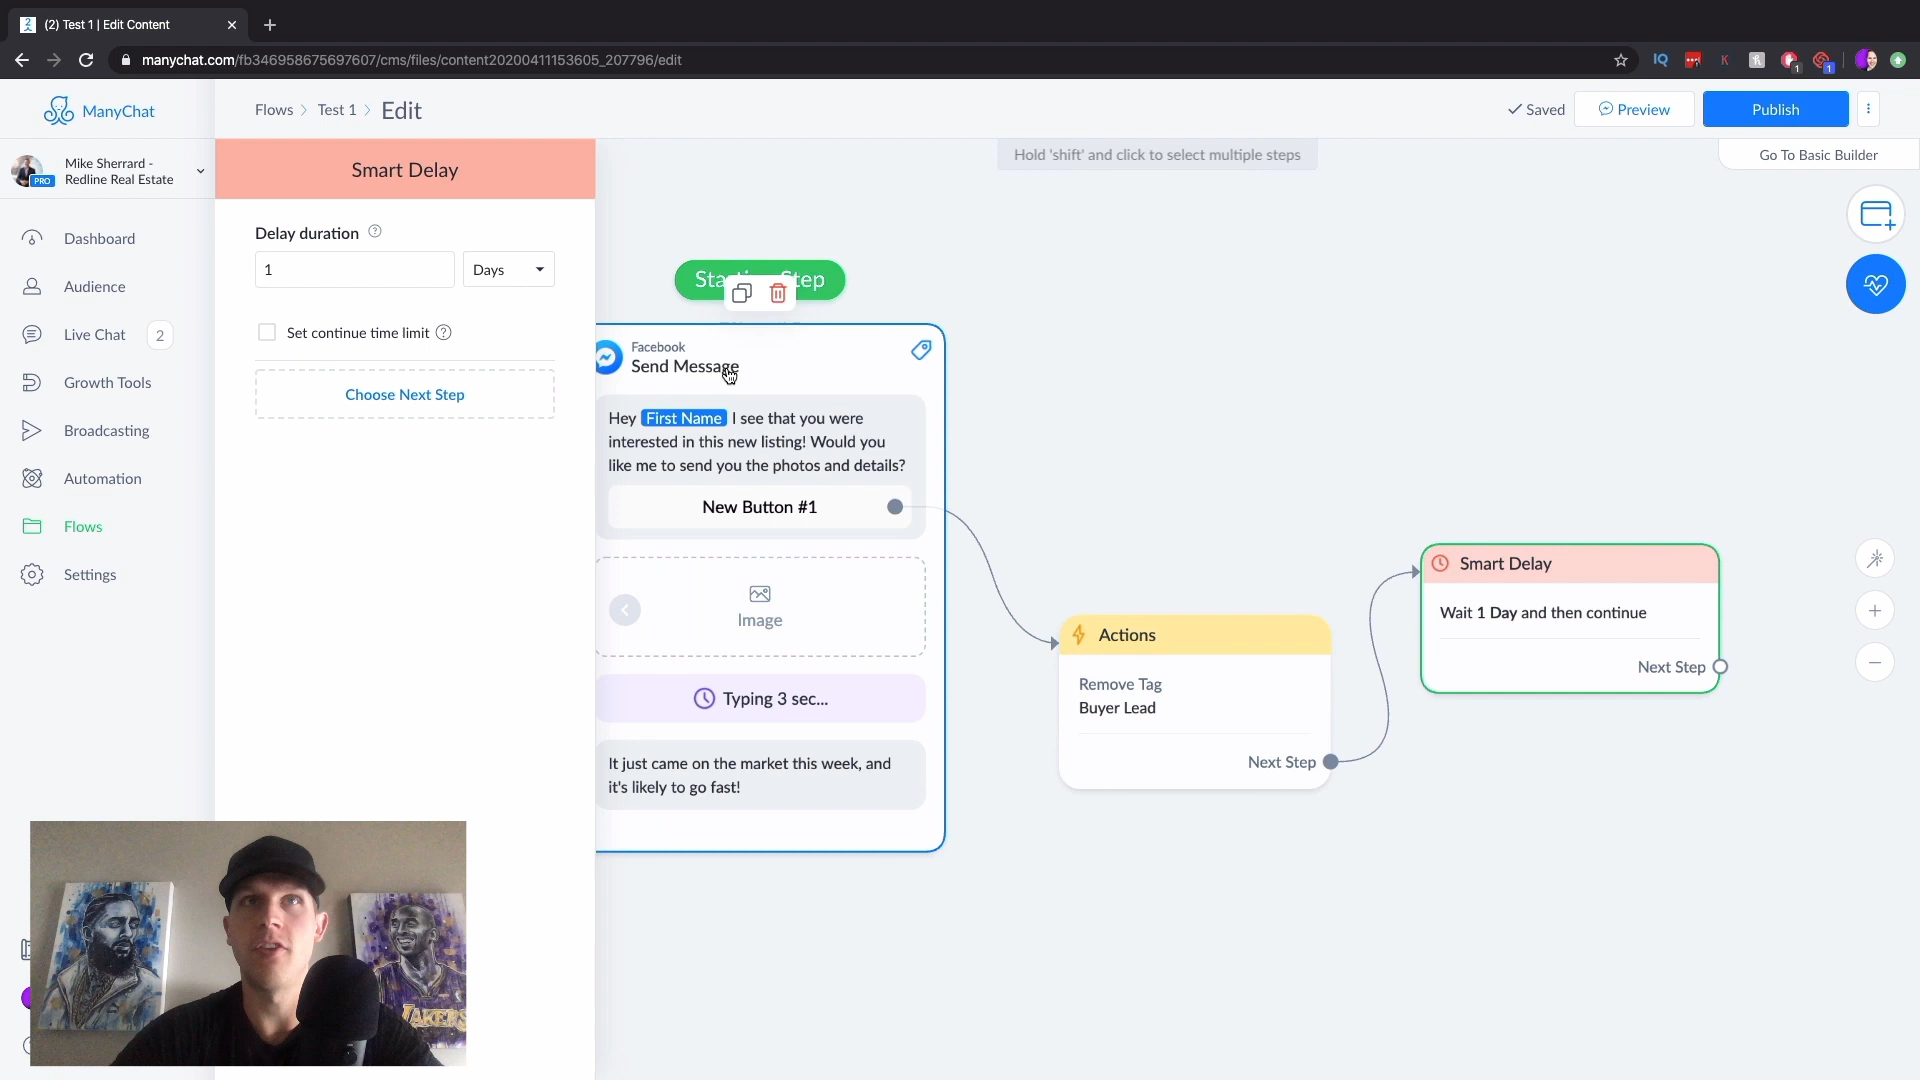 (2) Test 1 | Edit Content
manychat.com/fb346958675697607/cms/files/content20200411153605_207796/edit
IQ
K
1
1
ManyChat
Flows
Test 1
Edit
Saved
Preview
Publish
Mike Sherrard -
Redline Real Estate
PRO
Smart Delay
Hold 'shift' and click to select multiple steps
Go To Basic Builder
Dashboard
Audience
Live Chat
2
Growth Tools
Broadcasting
Automation
Flows
Settings
Delay duration
1
Days
Set continue time limit
Choose Next Step
Facebook
Send Message
Hey First Name I see that you were
interested in this new listing! Would you
like me to send you the photos and details?
New Button #1
Image
Typing 3 sec...
It just came on the market this week, and
it's likely to go fast!
Actions
Remove Tag
Buyer Lead
Next Step
Smart Delay
Wait 1 Day and then continue
Next Step